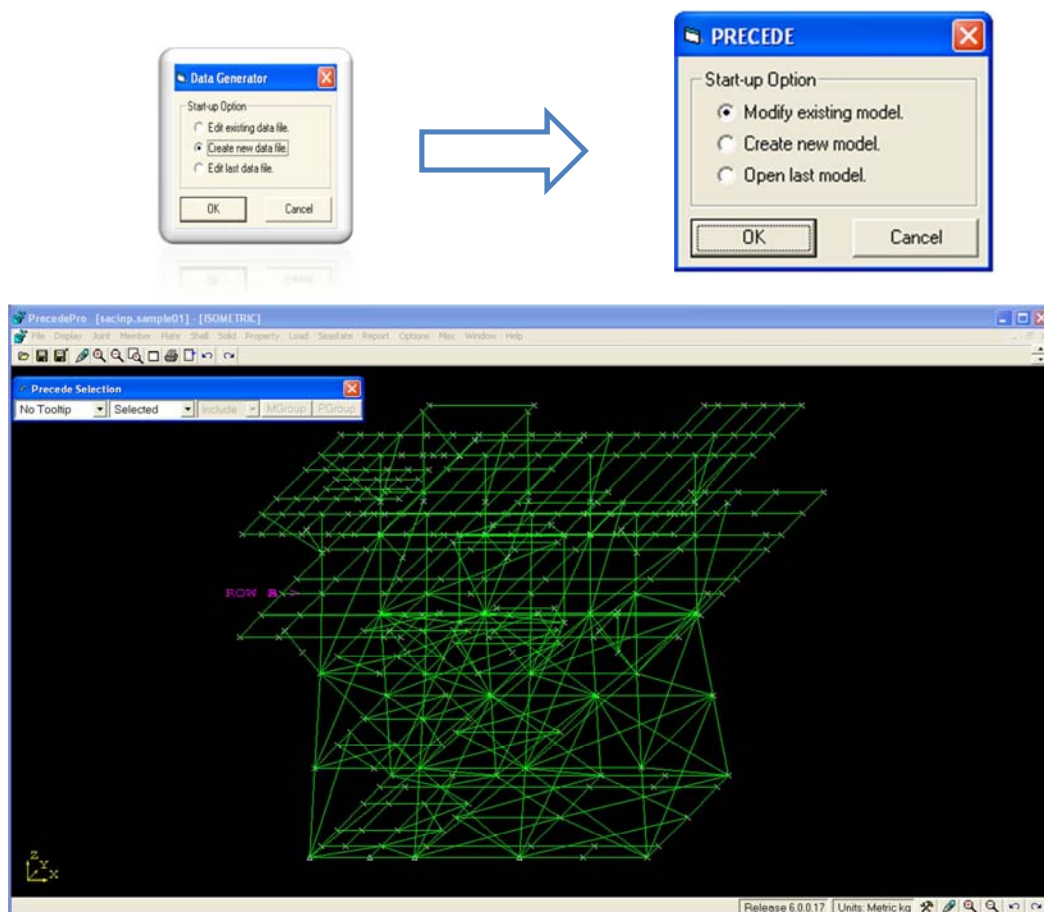 Data Generator
Start-up Option
Edit existing data file.
Create new data file.
Edit last data file.
OK Cancel
PRECEDE
Start-up Option
Modify existing model.
Create new model.
Open last model.
OK Cancel
PrecedePro [sacinp.sample01] - [ISOMETRIC]
File Display Joint Member Plate Shell Solid Property Load Seastate Report Options Misc Window Help
Precede Selection
No Tooltip Selected Include MGroup PGroup
ROW B->
Z
Y
X
Release 6.0.0.17 Units: Metric kg